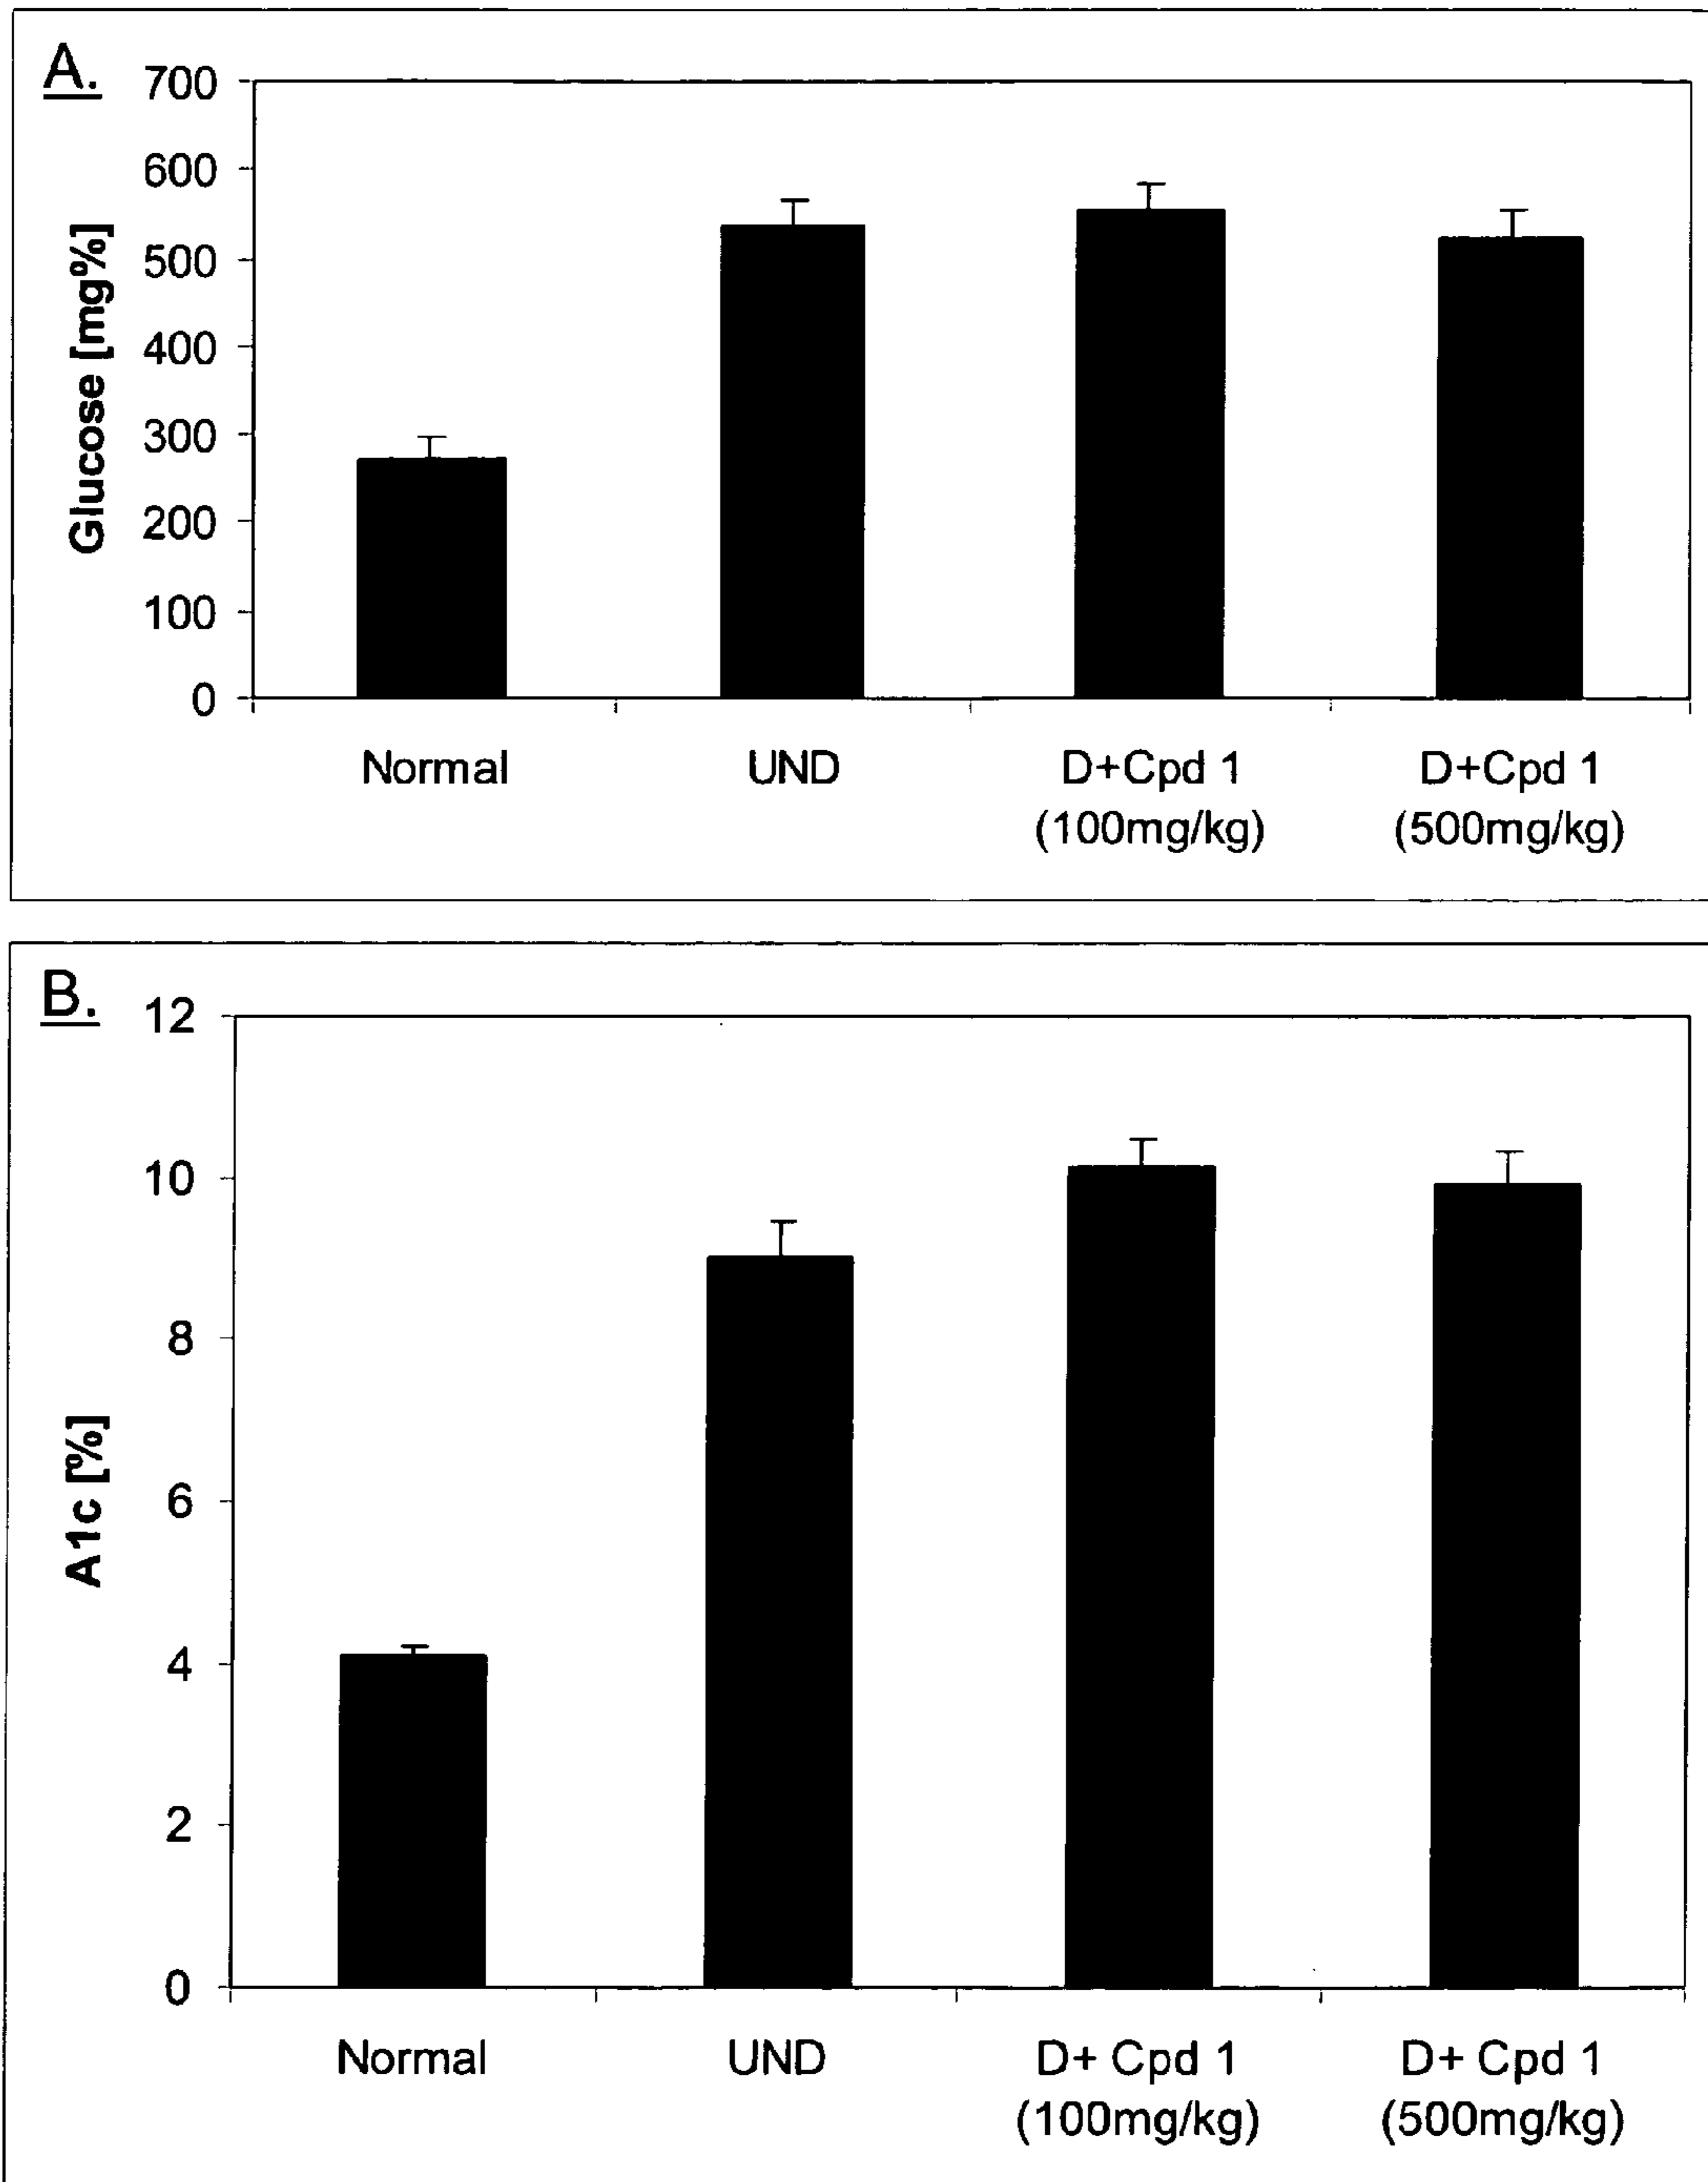 A.
700
600
500
400
300
200
100
0
Glucose [mg%]
Normal UND D+Cpd 1 D+Cpd 1
(100mg/kg) (500mg/kg)
B.
12
10
8
6
4
2
0
A1c [%]
Normal UND D+ Cpd 1 D+ Cpd 1
(100mg/kg) (500mg/kg)